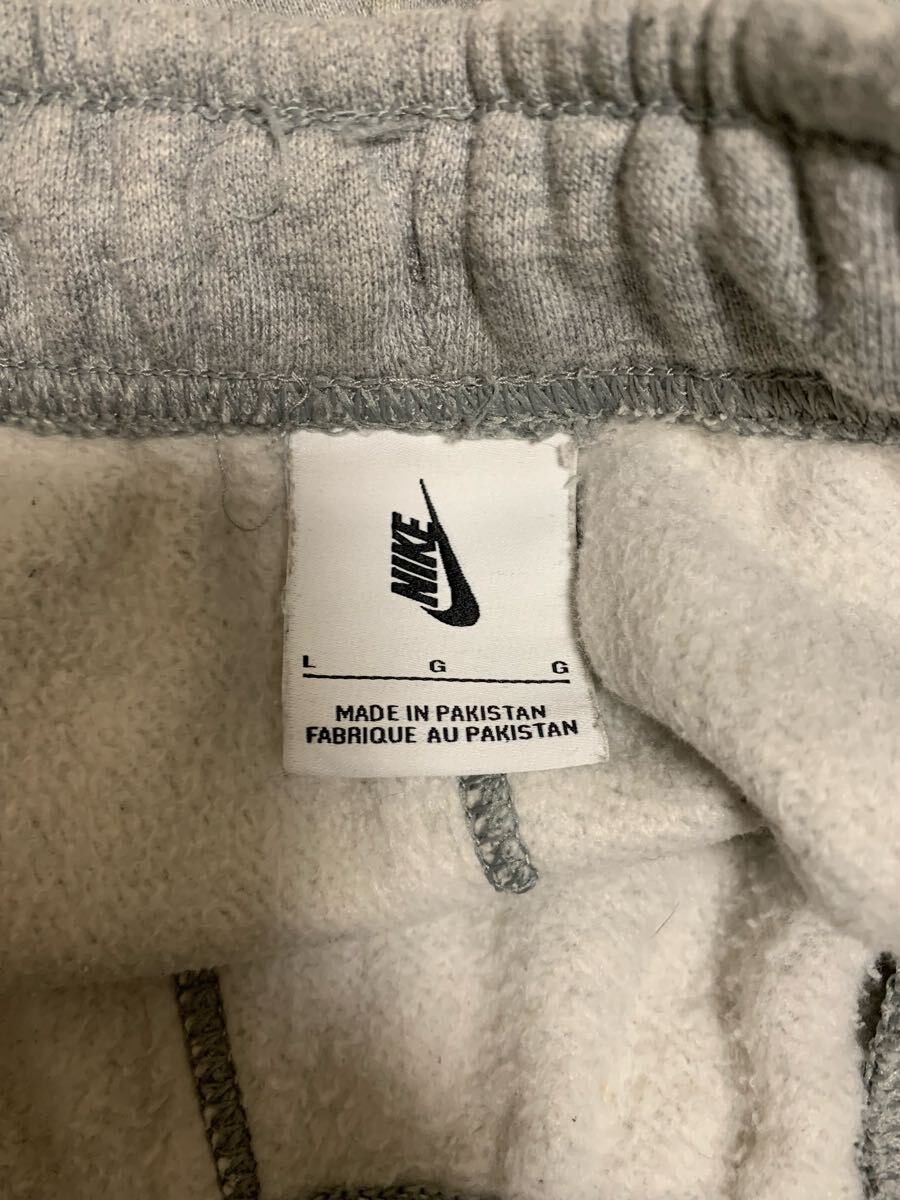 NIKE
L G G
MADE IN PAKISTAN
FABRIQUE AU PAKISTAN